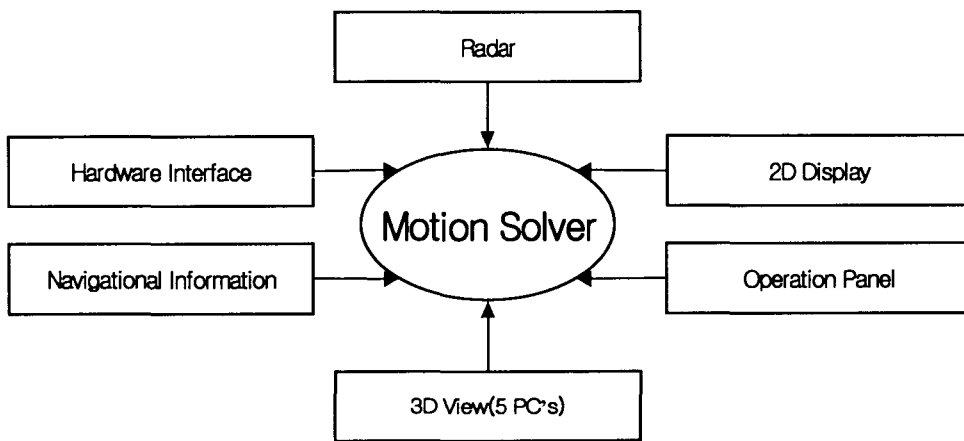 Radar
Hardware Interface
2D Display
Motion Solver
Navigational Information
Operation Panel
3D View(5 PC's)